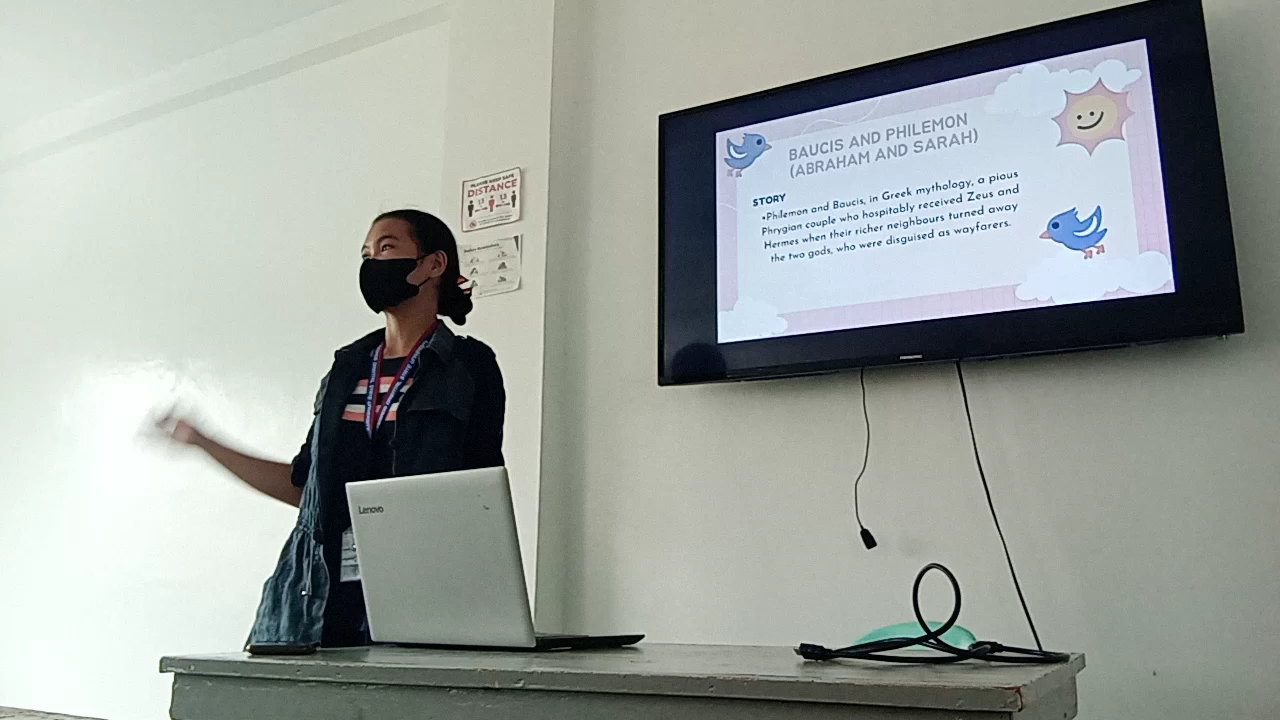 BAUCIS AND PHILEMON
(ABRAHAM AND SARAH)
STORY
•Philemon and Baucis, in Greek mythology, a pious
Phrygian couple who hospitably received Zeus and
Hermes when their richer neighbours turned away
the two gods, who were disguised as wayfarers.
DISTANCE
Lenovo